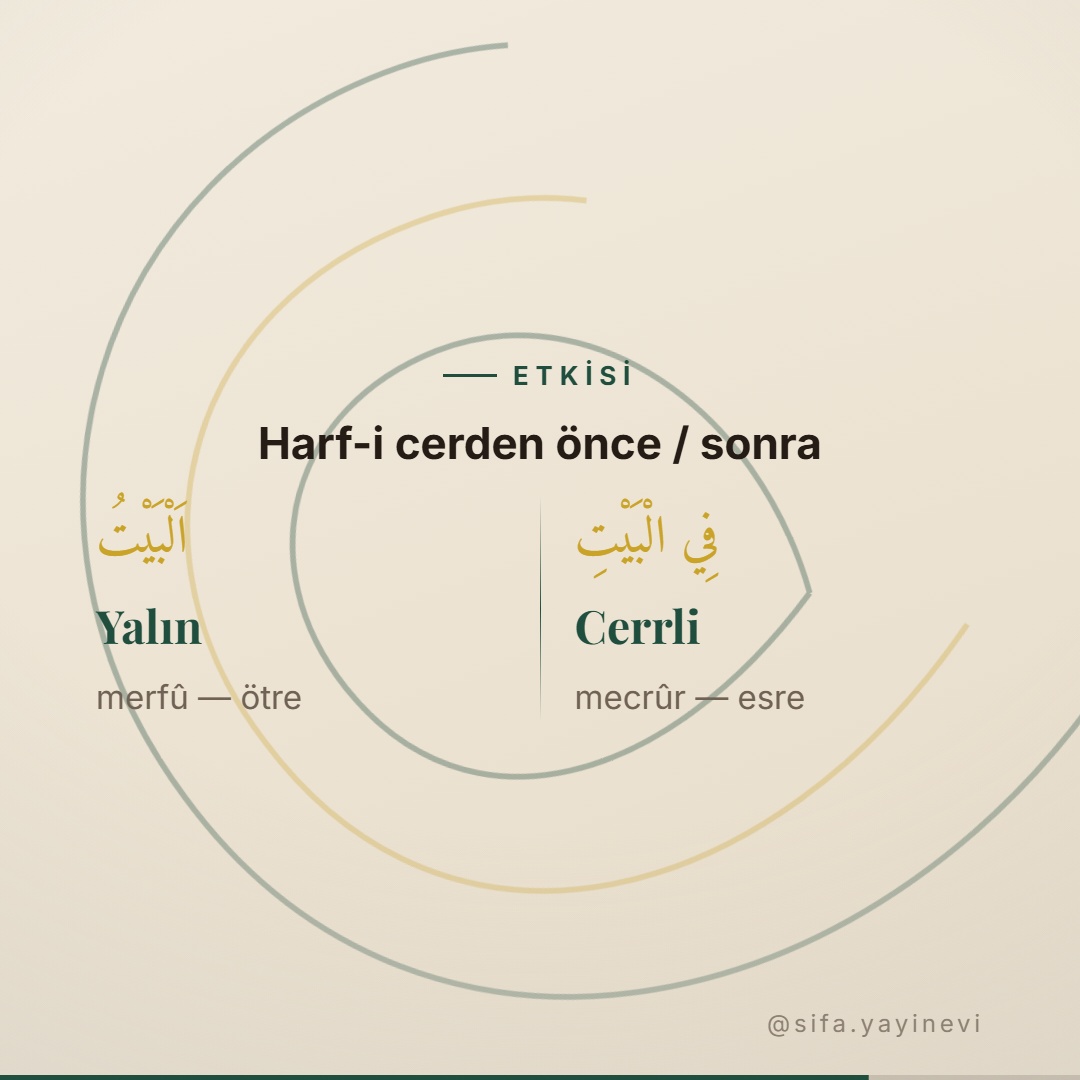 ETKİSİ
Harf-i cerden önce / sonra
اَلْبَيْتُ
Yalın
merfû — ötre
فِي الْبَيْتِ
Cerrli
mecrûr — esre
@sifa.yayinevi